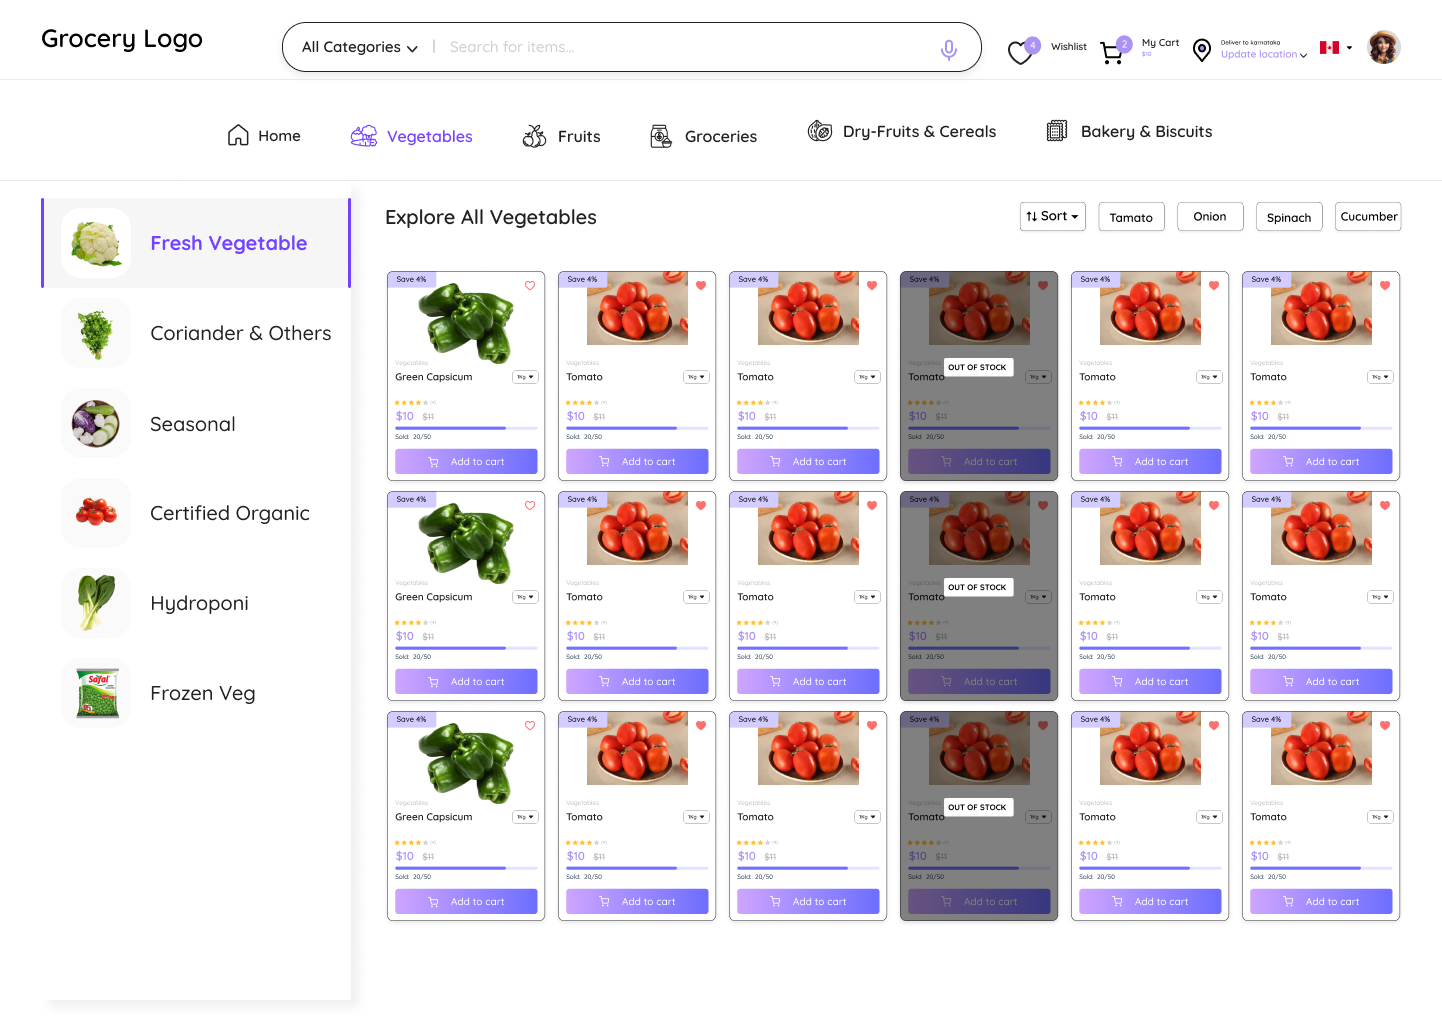 Grocery Logo
All Categories
Search for items...
4
Wishlist
2
My Cart
$10
Deliver to karnataka
Update location
Home
Vegetables
Fruits
Groceries
Dry-Fruits & Cereals
Bakery & Biscuits
Fresh Vegetable
Coriander & Others
Seasonal
Certified Organic
Hydroponi
Safal
Frozen Veg
Explore All Vegetables
Sort
Tamato
Onion
Spinach
Cucumber
Save 4%
Vegetables
Green Capsicum
1Kg
(4)
$10 $11
Sold: 20/50
Add to cart
Save 4%
Vegetables
Tomato
1Kg
(4)
$10 $11
Sold: 20/50
Add to cart
Save 4%
Vegetables
Tomato
1Kg
(4)
$10 $11
Sold: 20/50
Add to cart
Save 4%
Vegetables
OUT OF STOCK
Tomato
1Kg
(4)
$10 $11
Sold: 20/50
Add to cart
Save 4%
Vegetables
Tomato
1Kg
(4)
$10 $11
Sold: 20/50
Add to cart
Save 4%
Vegetables
Tomato
1Kg
(4)
$10 $11
Sold: 20/50
Add to cart
Save 4%
Vegetables
Green Capsicum
1Kg
(4)
$10 $11
Sold: 20/50
Add to cart
Save 4%
Vegetables
Tomato
1Kg
(4)
$10 $11
Sold: 20/50
Add to cart
Save 4%
Vegetables
Tomato
1Kg
(4)
$10 $11
Sold: 20/50
Add to cart
Save 4%
Vegetables
OUT OF STOCK
Tomato
1Kg
(4)
$10 $11
Sold: 20/50
Add to cart
Save 4%
Vegetables
Tomato
1Kg
(4)
$10 $11
Sold: 20/50
Add to cart
Save 4%
Vegetables
Tomato
1Kg
(4)
$10 $11
Sold: 20/50
Add to cart
Save 4%
Vegetables
Green Capsicum
1Kg
(4)
$10 $11
Sold: 20/50
Add to cart
Save 4%
Vegetables
Tomato
1Kg
(4)
$10 $11
Sold: 20/50
Add to cart
Save 4%
Vegetables
Tomato
1Kg
(4)
$10 $11
Sold: 20/50
Add to cart
Save 4%
Vegetables
OUT OF STOCK
Tomato
1Kg
(4)
$10 $11
Sold: 20/50
Add to cart
Save 4%
Vegetables
Tomato
1Kg
(4)
$10 $11
Sold: 20/50
Add to cart
Save 4%
Vegetables
Tomato
1Kg
(4)
$10 $11
Sold: 20/50
Add to cart